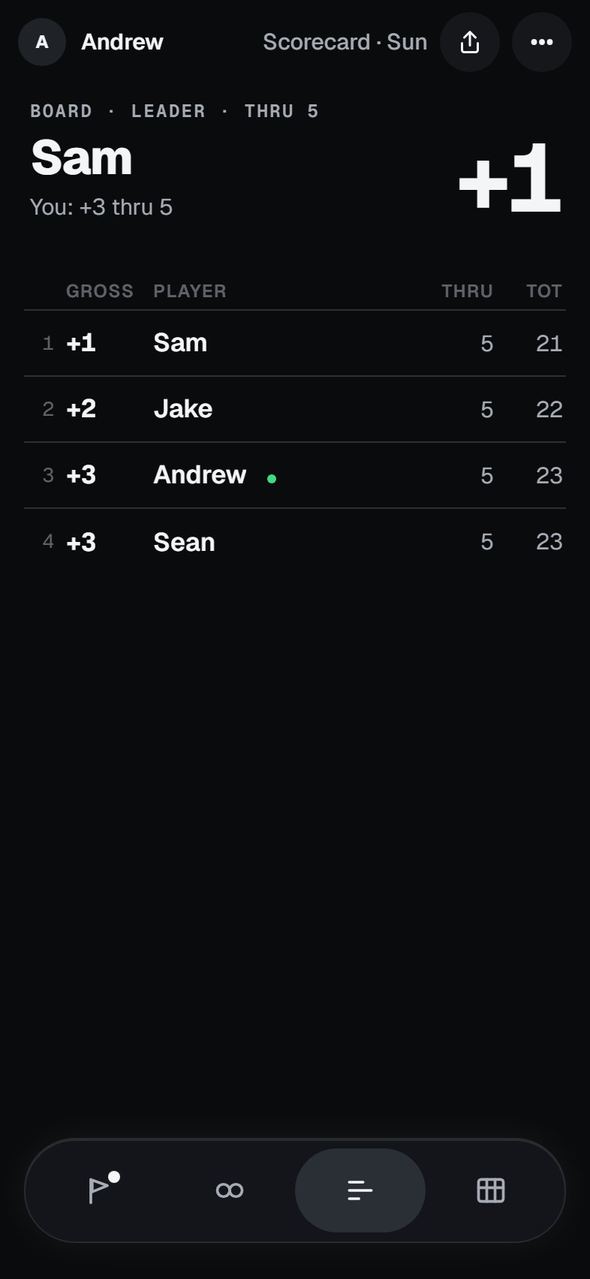 A Andrew Scorecard · Sun
BOARD · LEADER · THRU 5
Sam
+1
You: +3 thru 5
GROSS PLAYER THRU TOT
1 +1 Sam 5 21
2 +2 Jake 5 22
3 +3 Andrew 5 23
4 +3 Sean 5 23